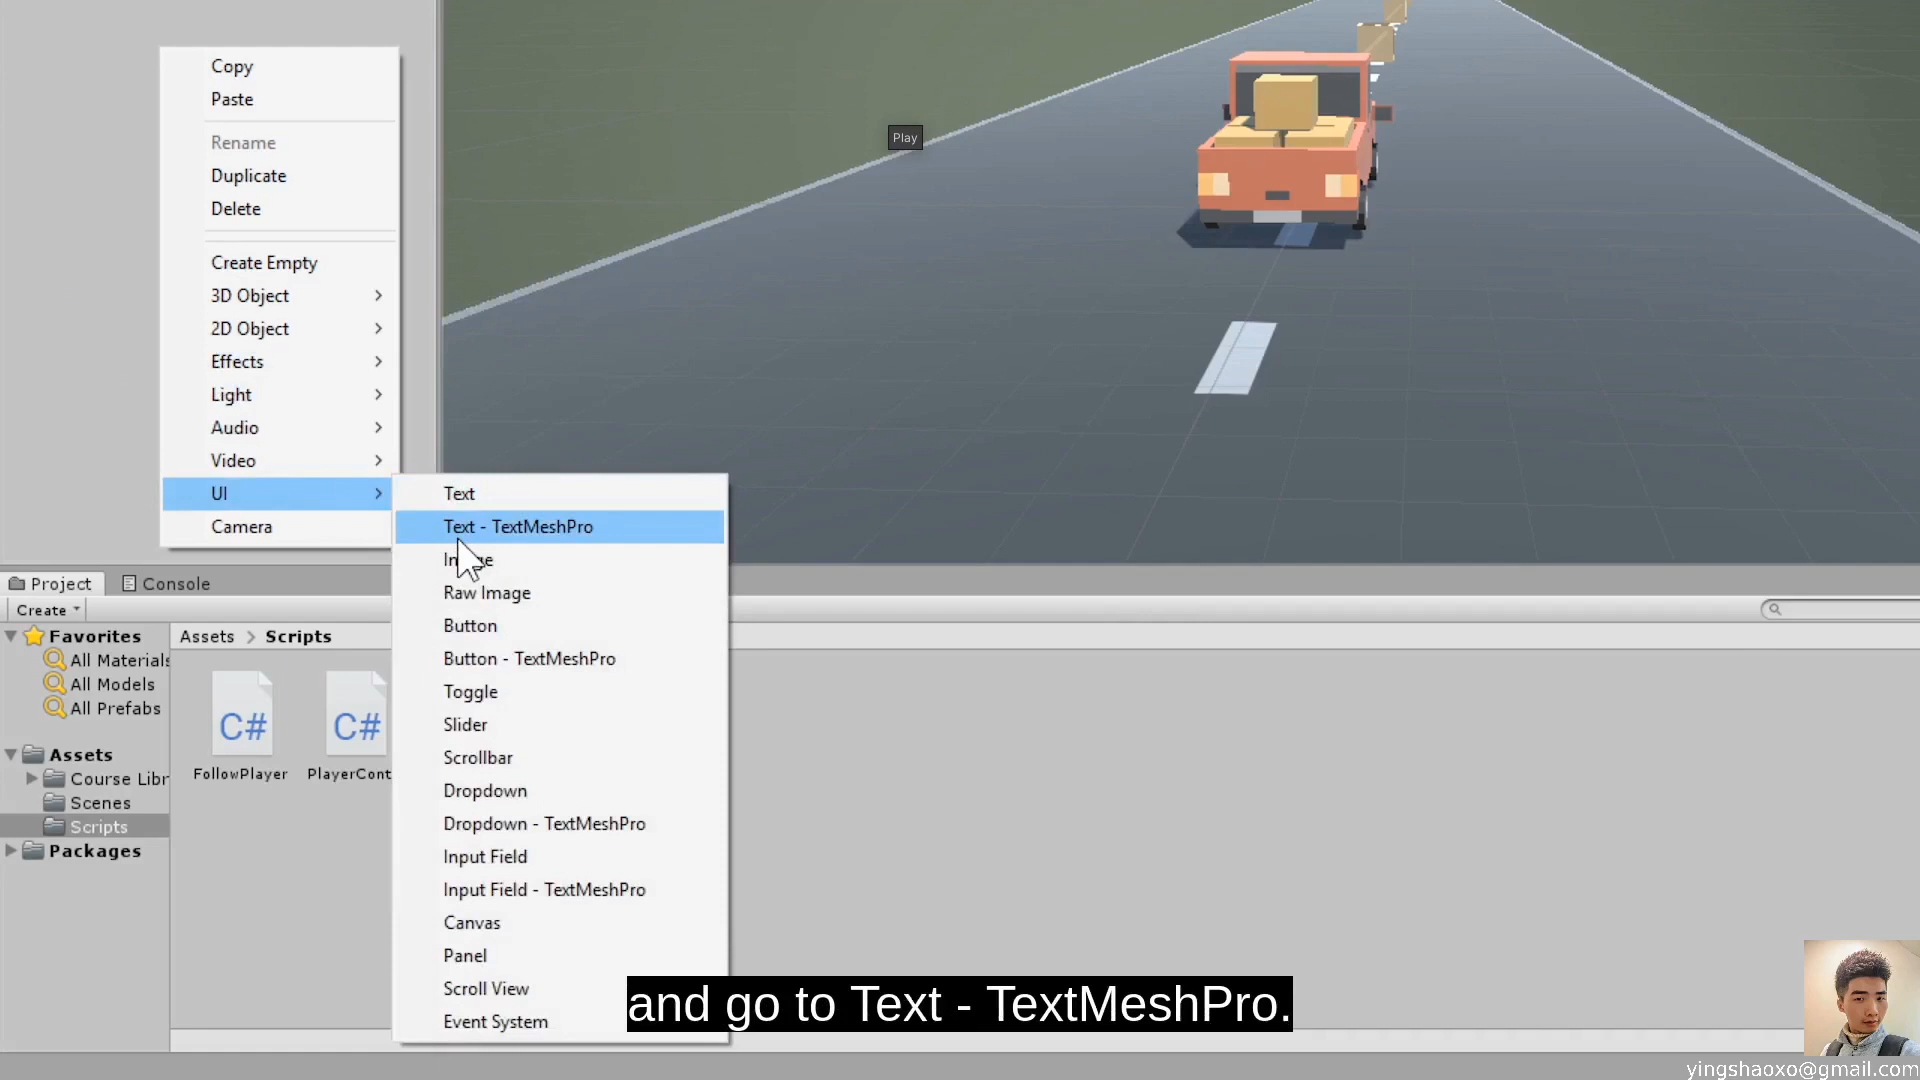 Copy
Paste
Rename
Duplicate
Delete
Create Empty
3D Object
2D Object
Effects
Light
Audio
Video
UI
Camera
Play
Text
Text - TextMeshPro
Image
Raw Image
Button
Button - TextMeshPro
Toggle
Slider
Scrollbar
Dropdown
Dropdown - TextMeshPro
Input Field
Input Field - TextMeshPro
Canvas
Panel
Scroll View
Event System
Project
Console
Create
Favorites
All Materials
All Models
All Prefabs
Assets
Course Libr
Scenes
Scripts
Packages
Assets > Scripts
C#
FollowPlayer
C#
PlayerCont
and go to Text - TextMeshPro.
yingshaoxo@gmail.com